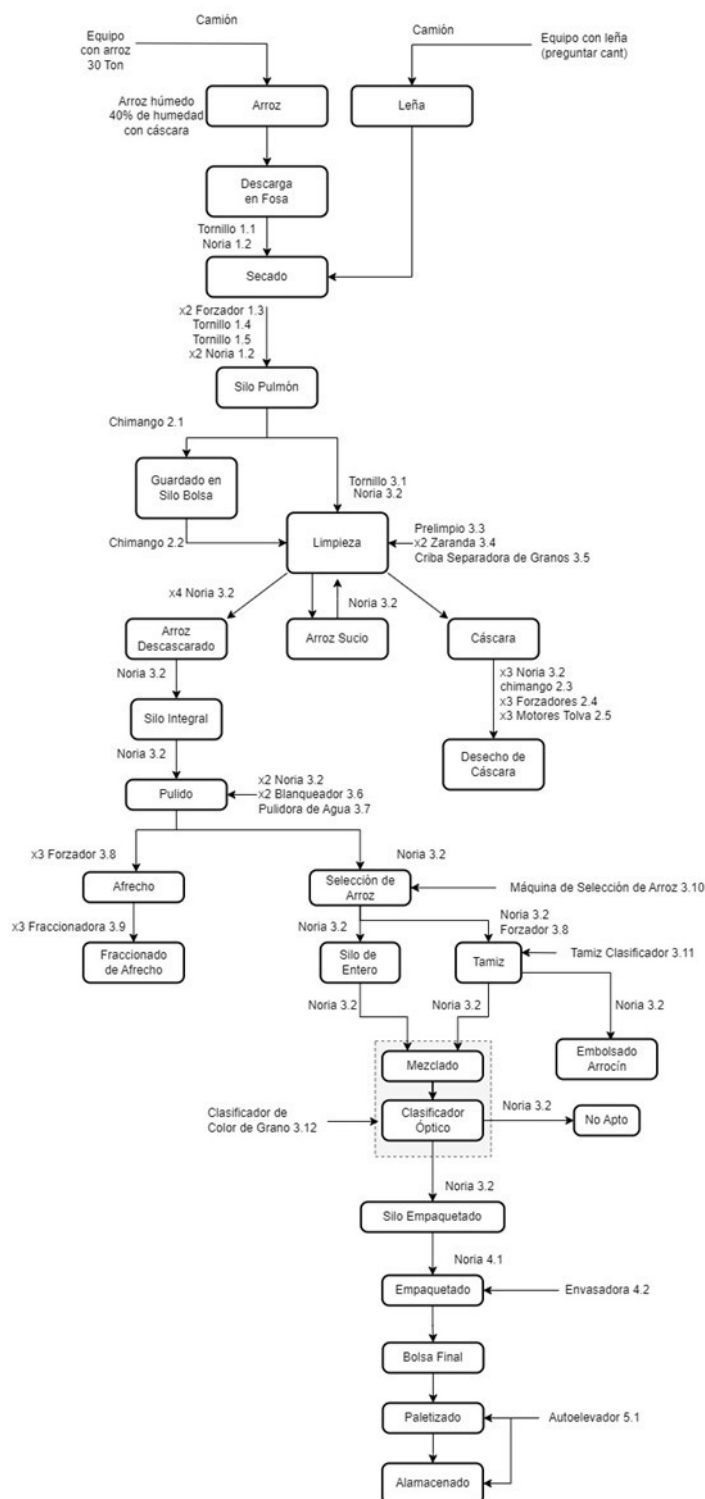 Camión
Equipo
con arroz
30 Ton
Camión
Equipo con leña
(preguntar cant)
Arroz húmedo
40% de humedad
con cáscara
Arroz
Leña
Descarga
en Fosa
Tornillo 1.1
Noria 1.2
Secado
x2 Forzador 1.3
Tornillo 1.4
Tornillo 1.5
x2 Noria 1.2
Silo Pulmón
Chimango 2.1
Guardado en
Silo Bolsa
Tornillo 3.1
Noria 3.2
Chimango 2.2
Limpieza
Prelimpio 3.3
x2 Zaranda 3.4
Criba Separadora de Granos 3.5
x4 Noria 3.2
Noria 3.2
Arroz
Descascarado
Arroz Sucio
Cáscara
Noria 3.2
x3 Noria 3.2
chimango 2.3
x3 Forzadores 2.4
x3 Motores Tolva 2.5
Silo Integral
Desecho de
Cáscara
Noria 3.2
Pulido
x2 Noria 3.2
x2 Blanqueador 3.6
Pulidora de Agua 3.7
x3 Forzador 3.8
Noria 3.2
Afrecho
Selección de
Arroz
Máquina de Selección de Arroz 3.10
x3 Fraccionadora 3.9
Noria 3.2
Noria 3.2
Forzador 3.8
Fraccionado
de Afrecho
Silo de
Entero
Tamiz
Tamiz Clasificador 3.11
Noria 3.2
Noria 3.2
Noria 3.2
Mezclado
Embolsado
Arrocín
Clasificador de
Color de Grano 3.12
Clasificador
Óptico
Noria 3.2
No Apto
Noria 3.2
Silo Empaquetado
Noria 4.1
Empaquetado
Envasadora 4.2
Bolsa Final
Paletizado
Autoelevador 5.1
Alamacenado